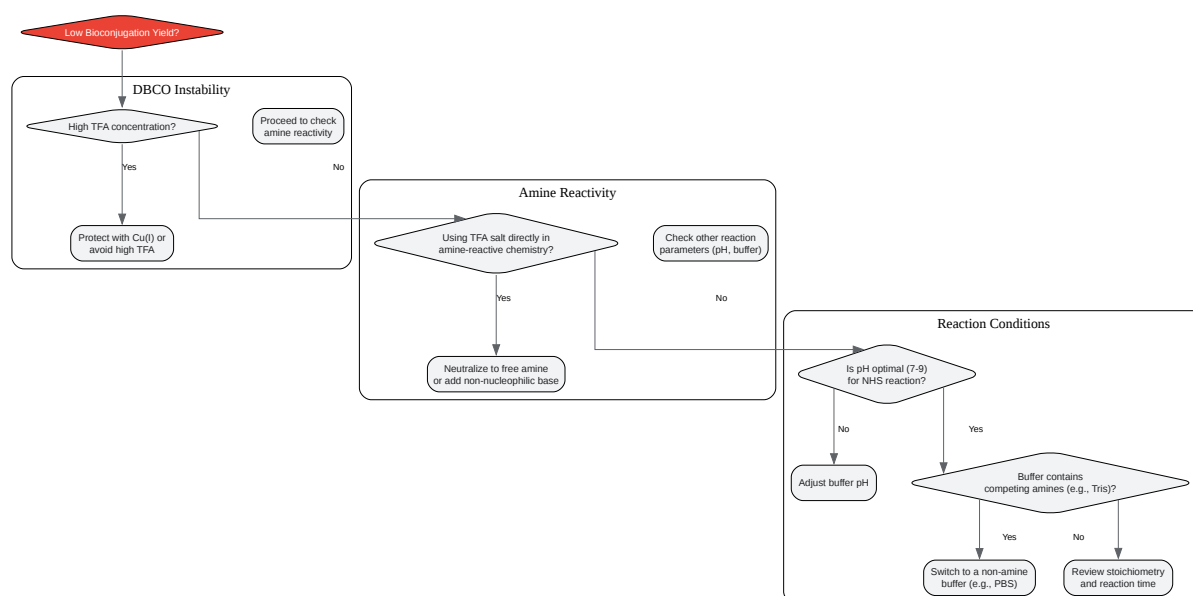 Low Bioconjugation Yield?
DBCO Instability
High TFA concentration?
Proceed to check
amine reactivity
Yes
No
Protect with Cu(I) or
avoid high TFA
Amine Reactivity
Using TFA salt directly in
amine-reactive chemistry?
Check other reaction
parameters (pH, buffer)
Yes
No
Neutralize to free amine
or add non-nucleophilic base
Reaction Conditions
Is pH optimal (7-9)
for NHS reaction?
No
Yes
Adjust buffer pH
Buffer contains
competing amines (e.g., Tris)?
Yes
No
Switch to a non-amine
buffer (e.g., PBS)
Review stoichiometry
and reaction time